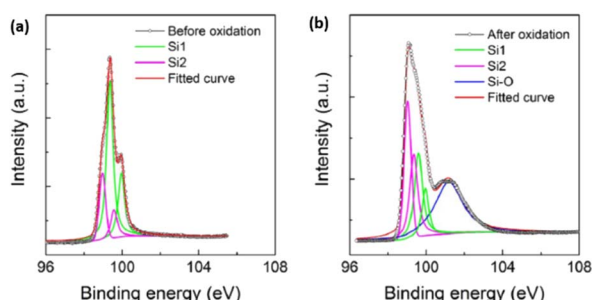 (a)
Before oxidation
Si1
Si2
Fitted curve
Intensity (a.u.)
96 100 104 108
Binding energy (eV)
(b)
After oxidation
Si1
Si2
Si-O
Fitted curve
Intensity (a.u.)
96 100 104 108
Binding energy (eV)